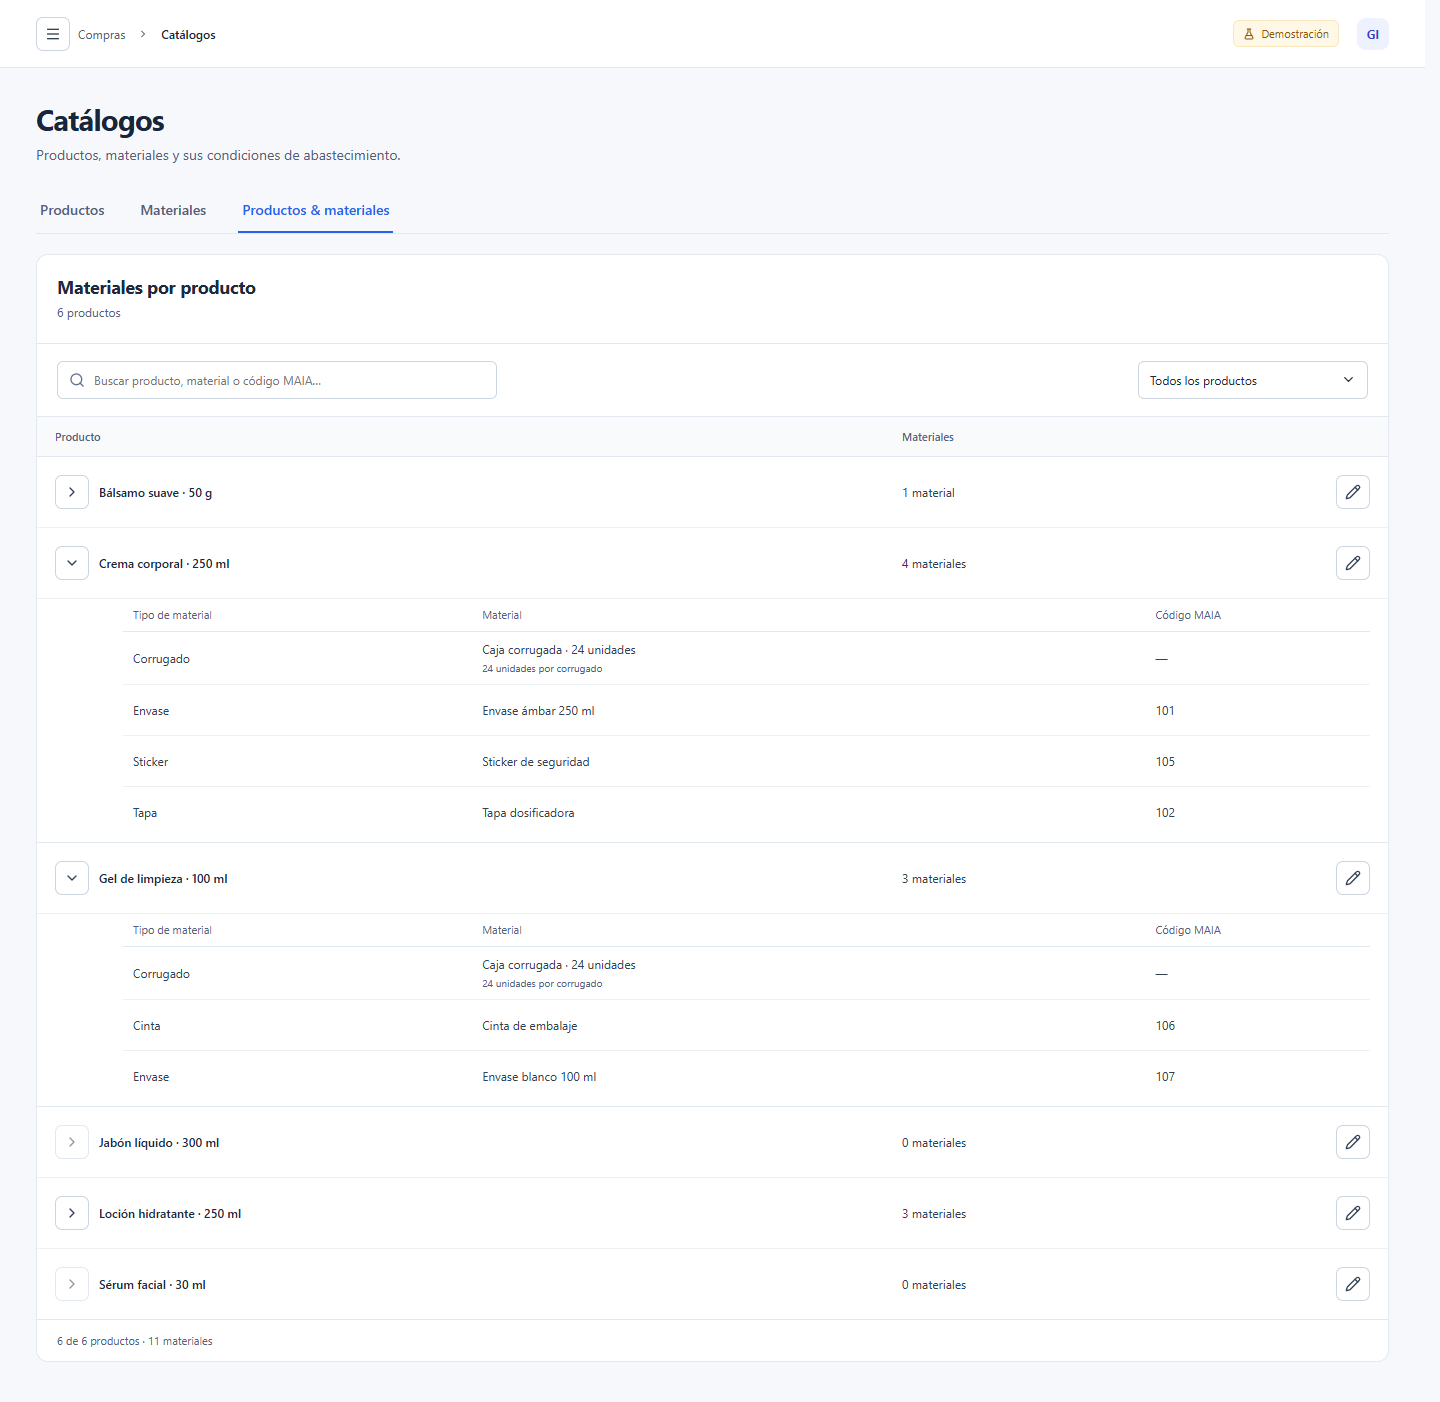 Compras > Catálogos
Demostración
GI
Catálogos
Productos, materiales y sus condiciones de abastecimiento.
Productos Materiales Productos & materiales
Materiales por producto
6 productos
Buscar producto, material o código MAIA...
Todos los productos
Producto Materiales
Bálsamo suave · 50 g 1 material
Crema corporal · 250 ml 4 materiales
Tipo de material Material Código MAIA
Corrugado Caja corrugada · 24 unidades —
24 unidades por corrugado
Envase Envase ámbar 250 ml 101
Sticker Sticker de seguridad 105
Tapa Tapa dosificadora 102
Gel de limpieza · 100 ml 3 materiales
Tipo de material Material Código MAIA
Corrugado Caja corrugada · 24 unidades —
24 unidades por corrugado
Cinta Cinta de embalaje 106
Envase Envase blanco 100 ml 107
Jabón líquido · 300 ml 0 materiales
Loción hidratante · 250 ml 3 materiales
Sérum facial · 30 ml 0 materiales
6 de 6 productos · 11 materiales